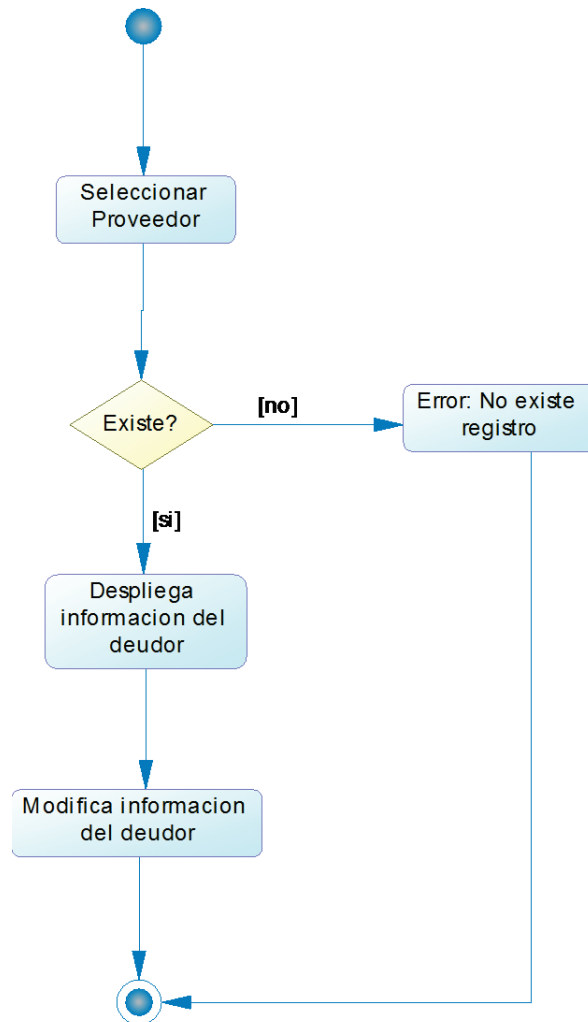 Seleccionar
Proveedor
Existe?
[no]
Error: No existe
registro
[si]
Despliega
informacion del
deudor
Modifica informacion
del deudor